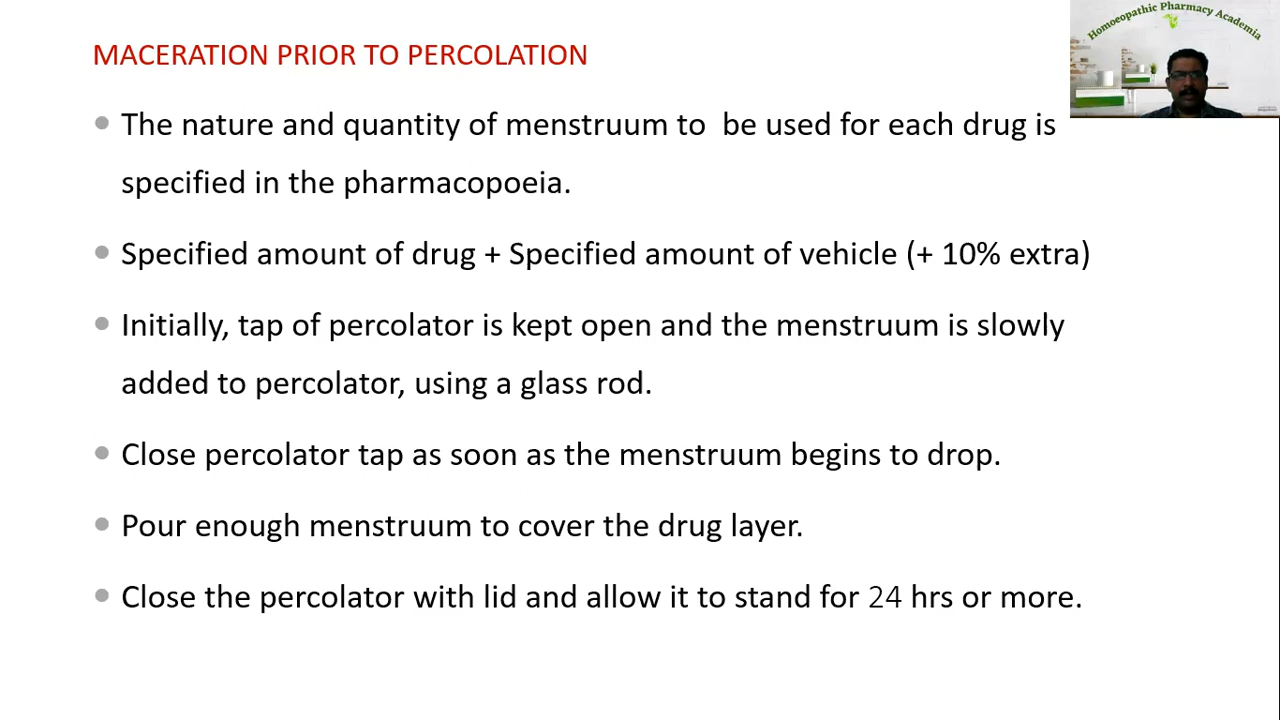 Homoeopathic Pharmacy Academia
MACERATION PRIOR TO PERCOLATION
The nature and quantity of menstruum to be used for each drug is
specified in the pharmacopoeia.
Specified amount of drug + Specified amount of vehicle (+ 10% extra)
Initially, tap of percolator is kept open and the menstruum is slowly
added to percolator, using a glass rod.
Close percolator tap as soon as the menstruum begins to drop.
Pour enough menstruum to cover the drug layer.
Close the percolator with lid and allow it to stand for 24 hrs or more.